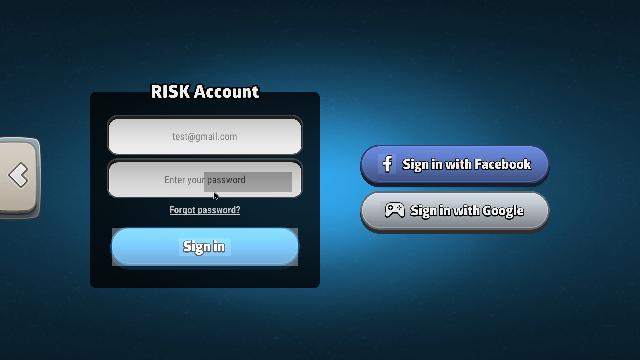 RISK Account
test@gmail.com
Enter your password
Forgot password?
Sign in
Sign in with Facebook
Sign in with Google